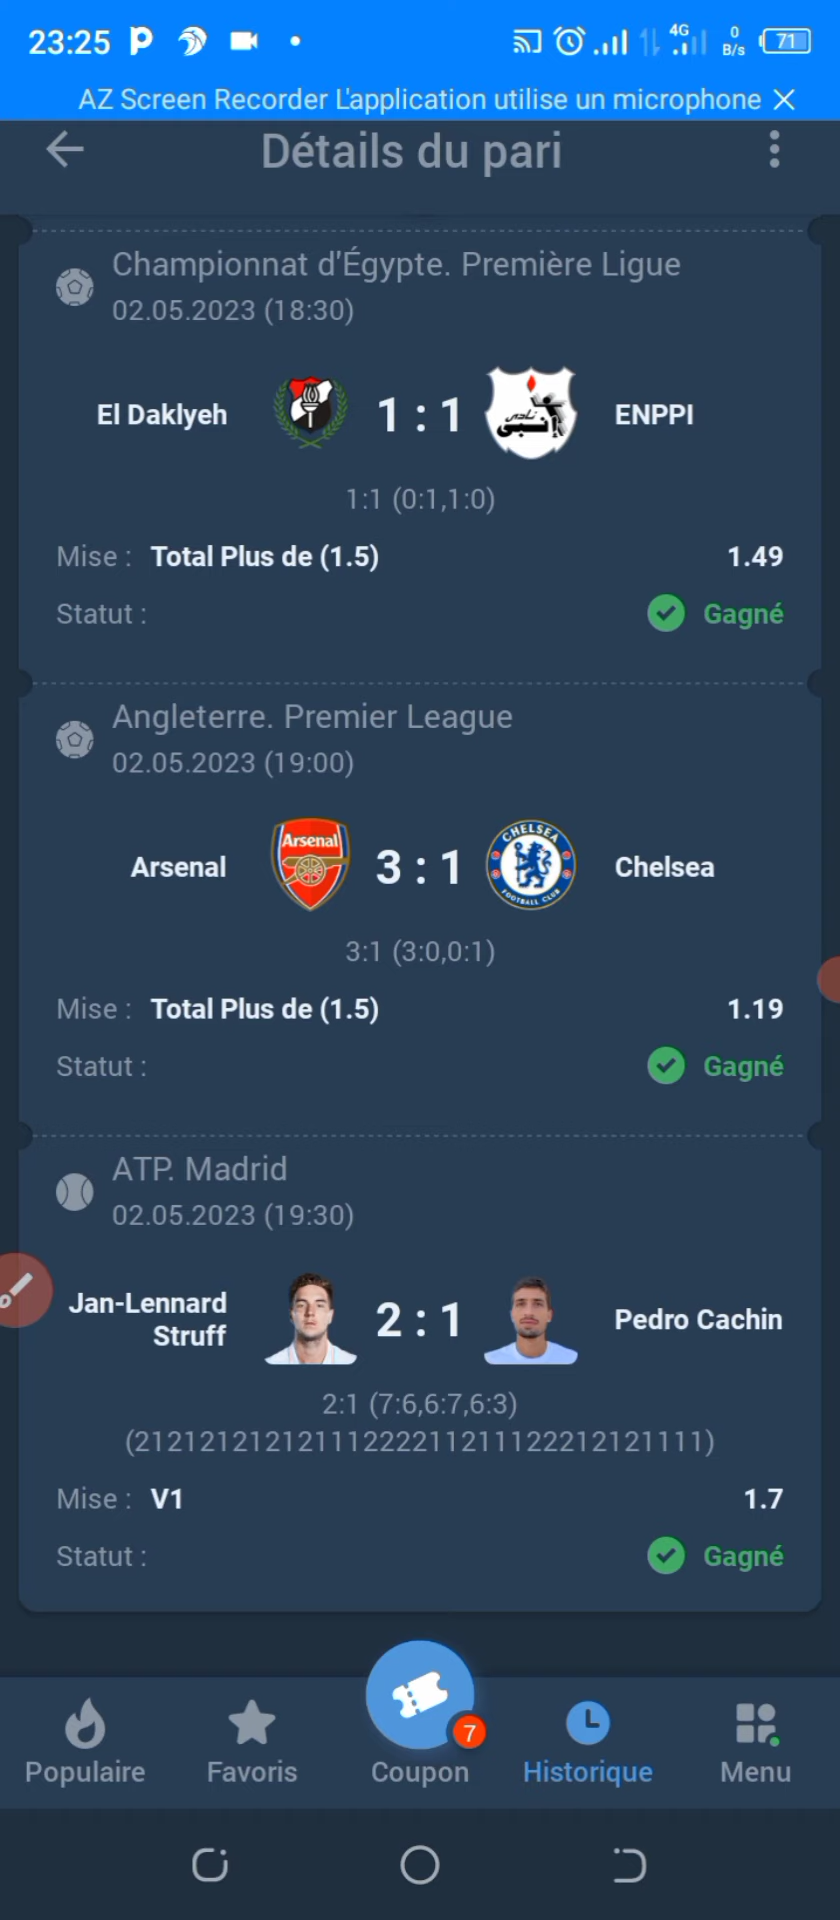 23:25
4G
0
B/s
71
AZ Screen Recorder L'application utilise un microphone
Détails du pari
Championnat d'Égypte. Première Ligue
02.05.2023 (18:30)
El Daklyeh 1 : 1 ENPPI
نادي
إنبي
1:1 (0:1,1:0)
Mise : Total Plus de (1.5) 1.49
Statut : Gagné
Angleterre. Premier League
02.05.2023 (19:00)
Arsenal
CHELSEA
FOOTBALL CLUB
Arsenal 3 : 1 Chelsea
3:1 (3:0,0:1)
Mise : Total Plus de (1.5) 1.19
Statut : Gagné
ATP. Madrid
02.05.2023 (19:30)
Jan-Lennard
Struff
2 : 1
Pedro Cachin
2:1 (7:6,6:7,6:3)
(2121212121211122221121112221212​1111)
Mise : V1 1.7
Statut : Gagné
7
Populaire Favoris Coupon Historique Menu